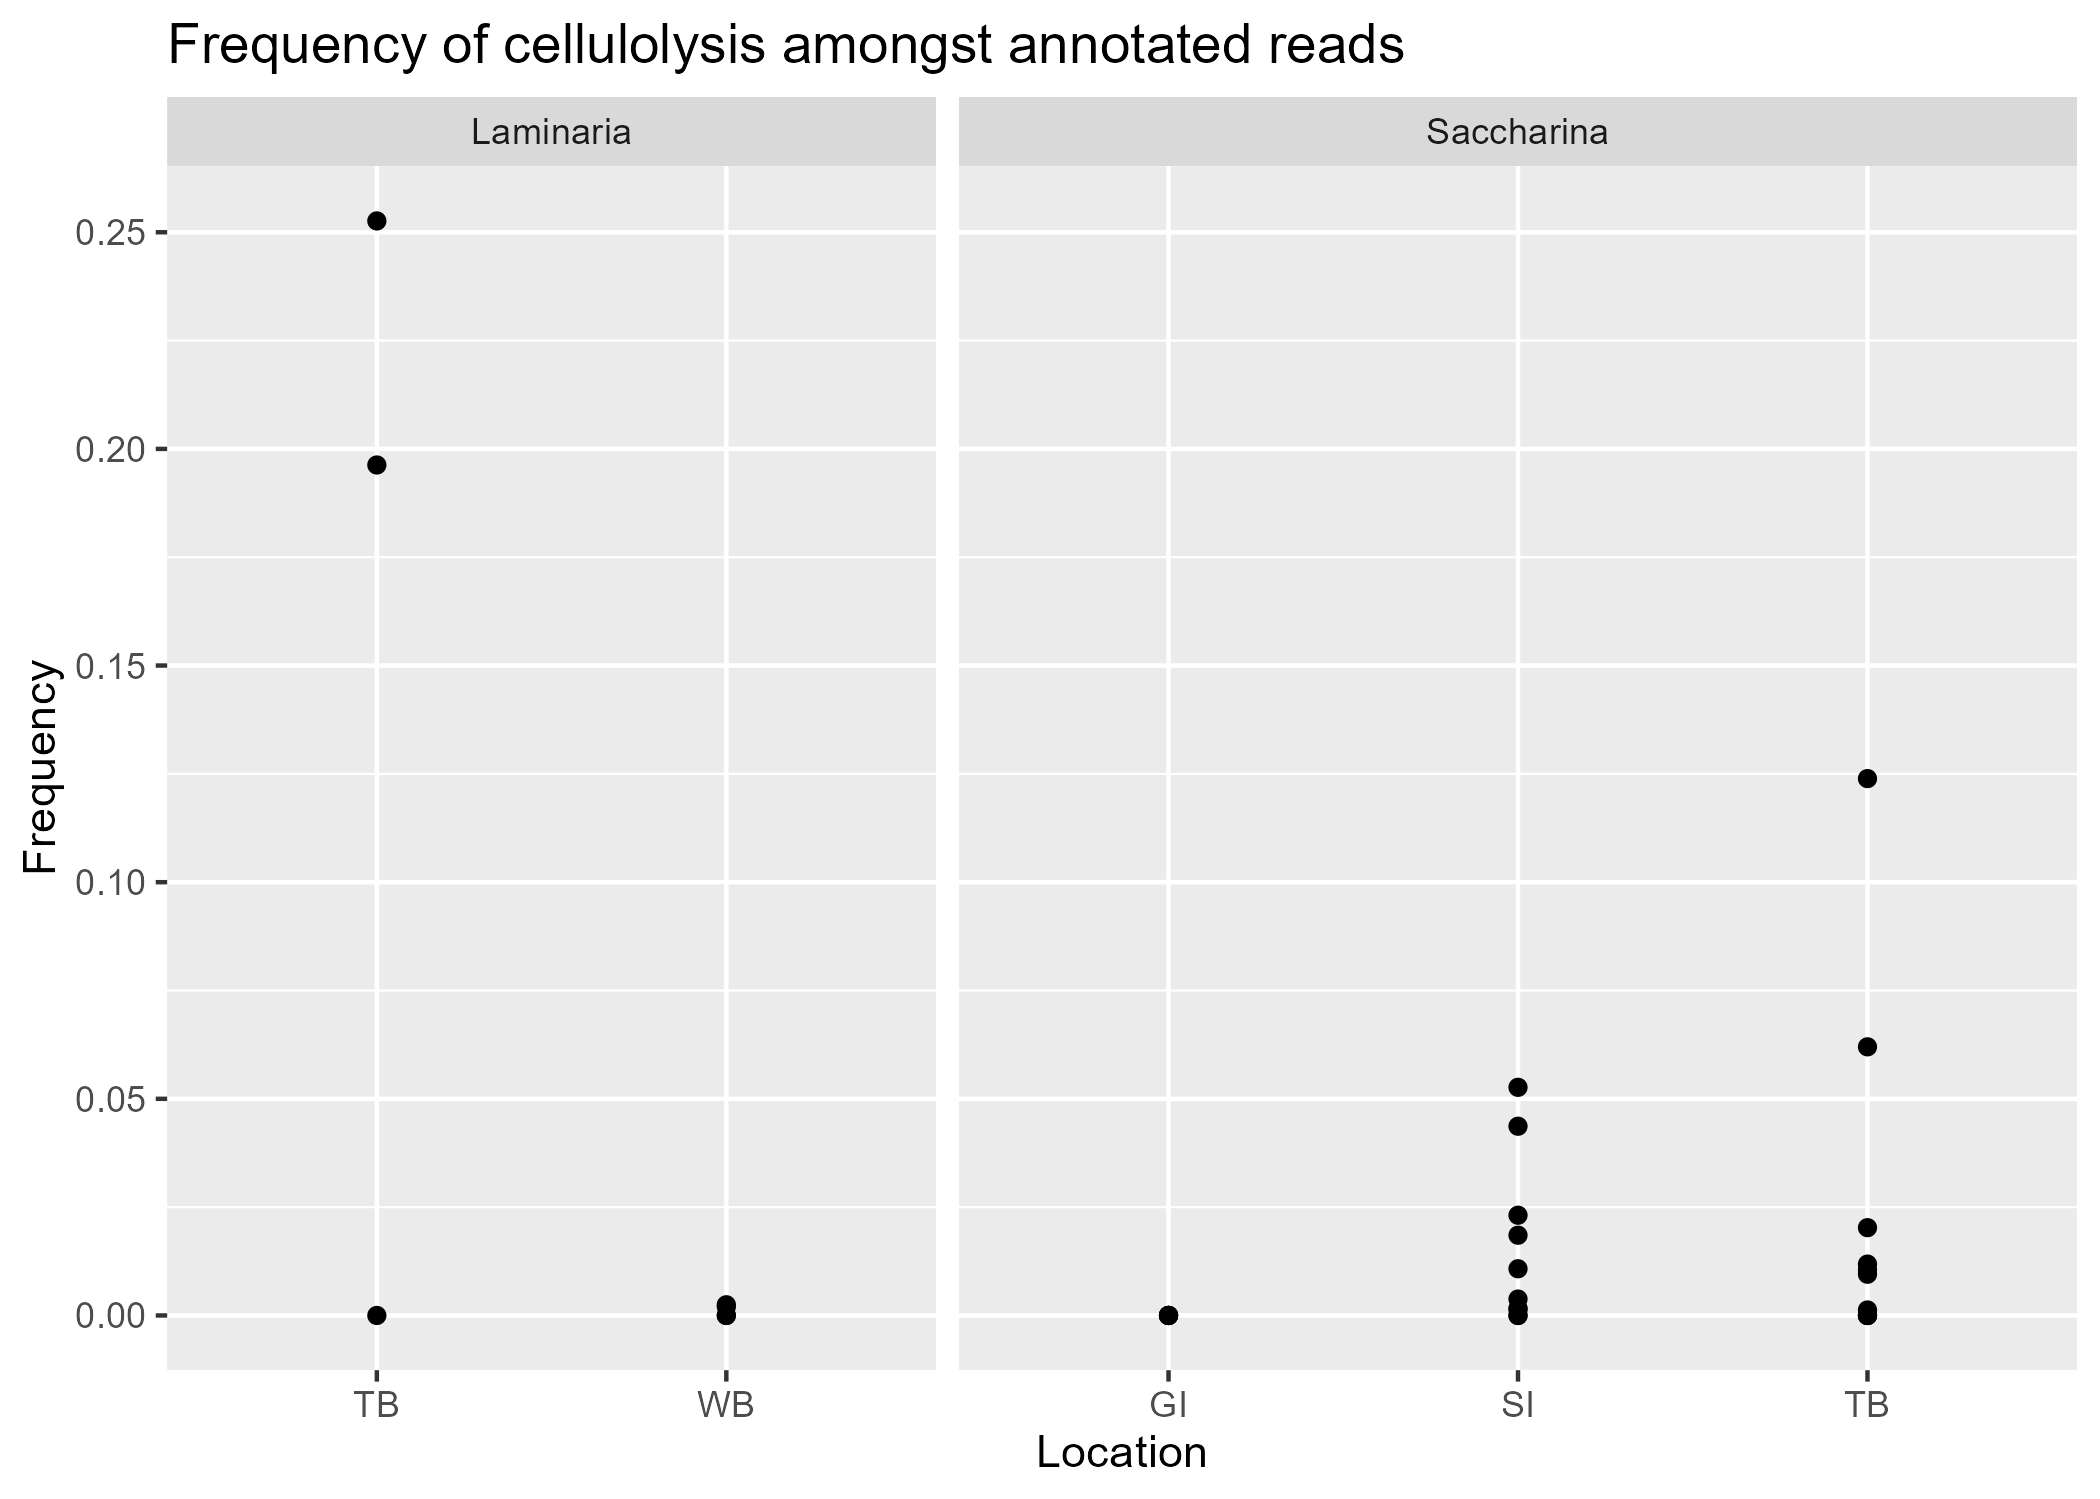 Frequency of cellulolysis amongst annotated reads
Laminaria
Saccharina
Frequency
0.25
0.20
0.15
0.10
0.05
0.00
TB
WB
GI
SI
TB
Location